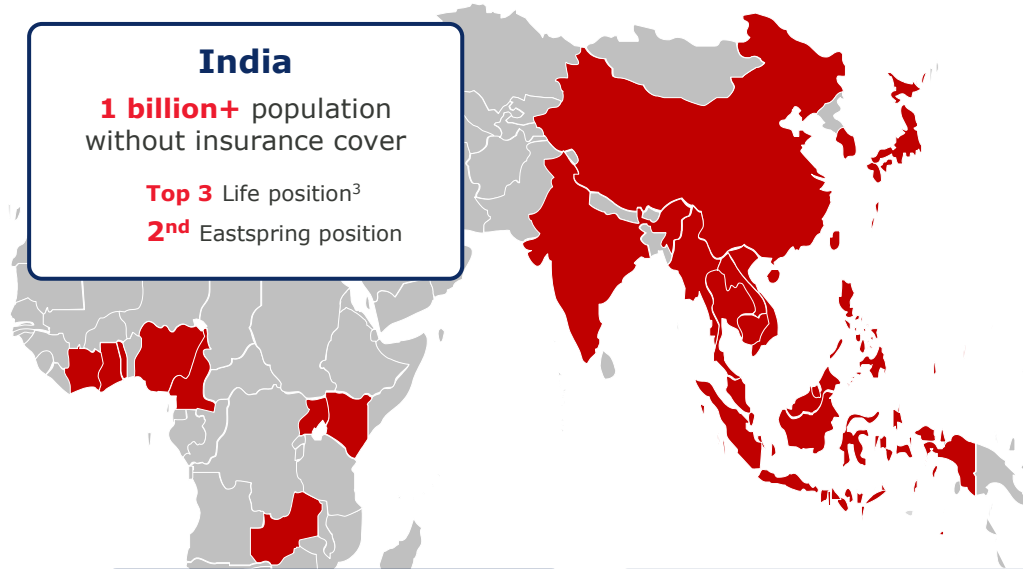 India
1 billion+ population
without insurance cover
Top 3 Life position³
2ⁿᵈ Eastspring position